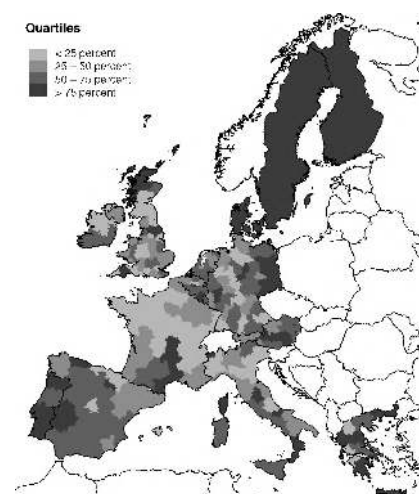 Quartiles
< 25 percent
25 – 50 percent
50 – 75 percent
> 75 percent